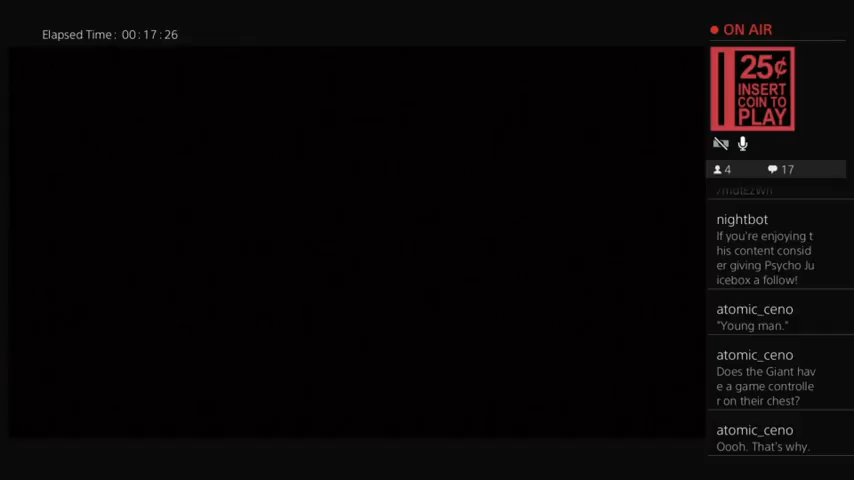 Elapsed Time: 00:17:26
ON AIR
25¢
INSERT
COIN TO
PLAY
4 17
nightbot
If you're enjoying t
his content consid
er giving Psycho Ju
icebox a follow!
atomic_ceno
"Young man."
atomic_ceno
Does the Giant hav
e a game controlle
r on their chest?
atomic_ceno
Oooh. That's why.